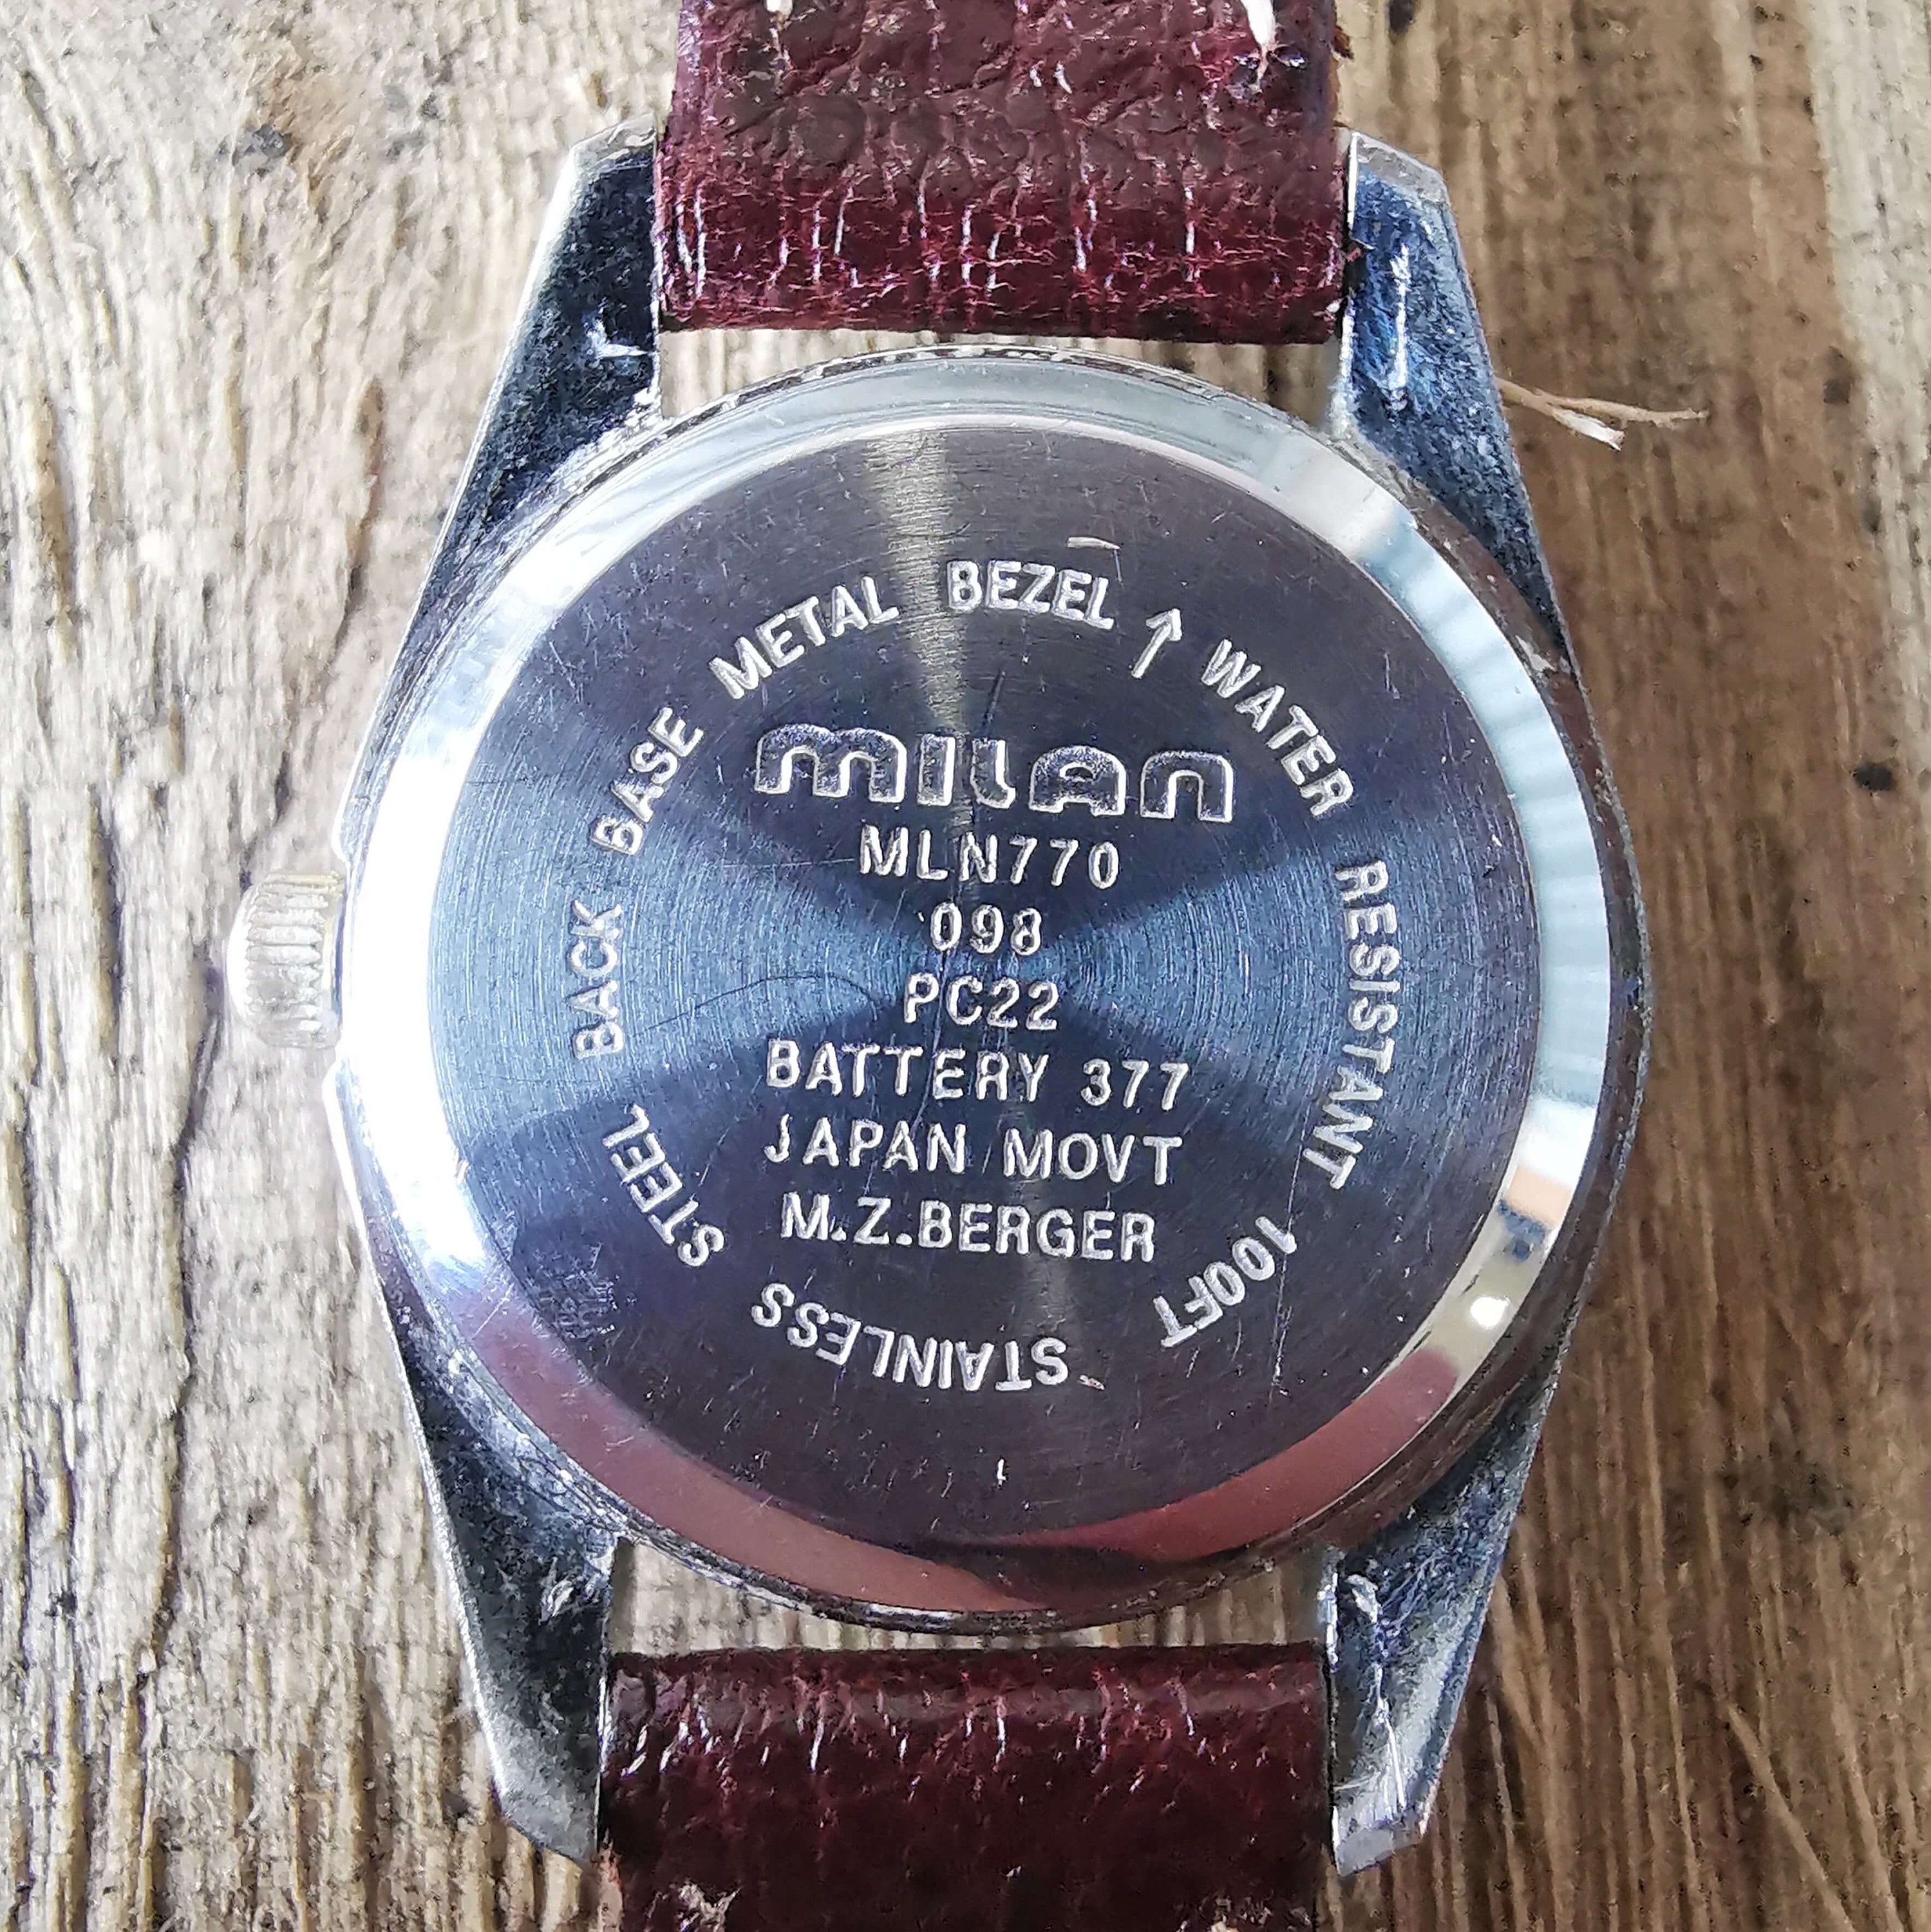 milan
MLN770
098
PC22
BATTERY 377
JAPAN MOVT
M.Z.BERGER
↑ WATER RESISTANT 100FT STAINLESS STEEL BACK BASE METAL BEZEL